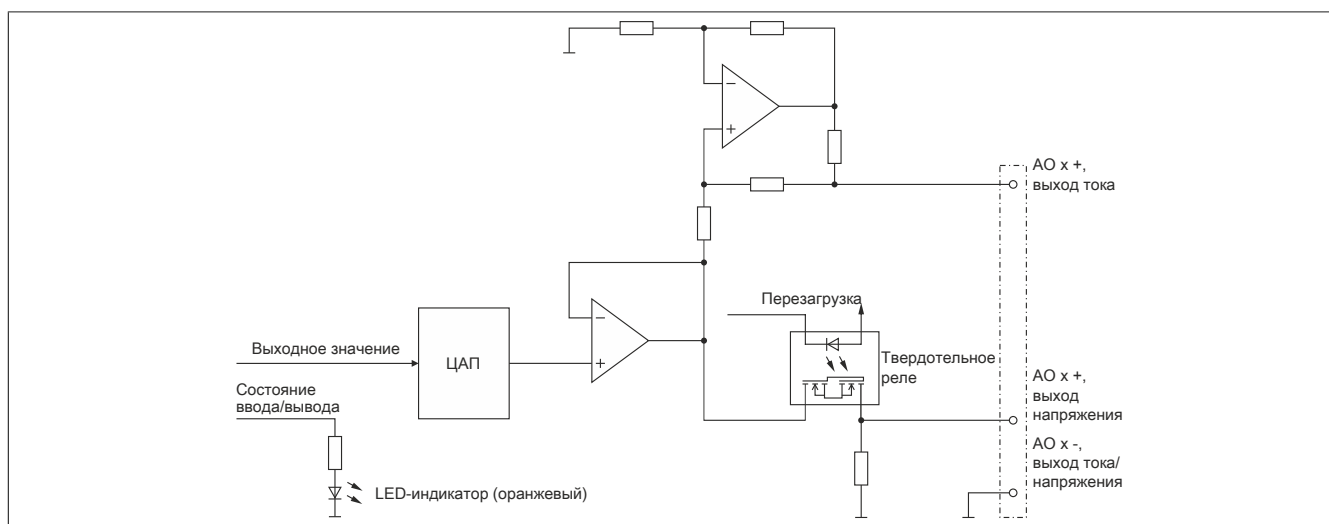 AO x +,
выход тока
Перезагрузка
Твердотельное
реле
Выходное значение
ЦАП
Состояние
ввода/вывода
AO x +,
выход
напряжения
AO x -,
выход тока/
напряжения
LED-индикатор (оранжевый)